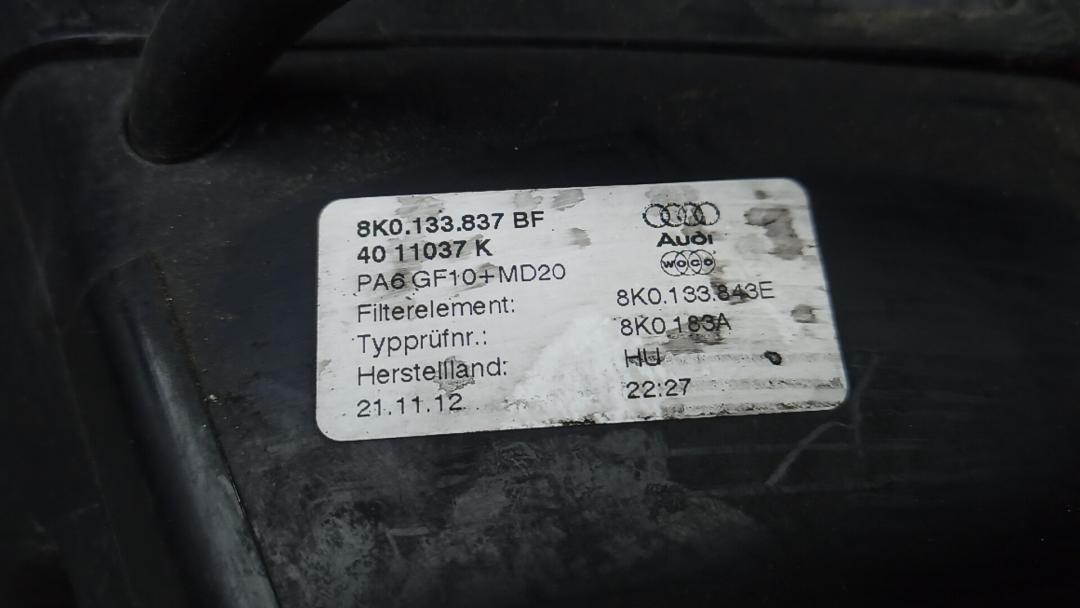 8K0.133.837 BF
40 11037 K
Audi
PA6 GF10+MD20
woco
Filterelement: 8K0.133.843E
Typprüfnr.: 8K0 183A
Herstellland: HU
21.11.12 22:27